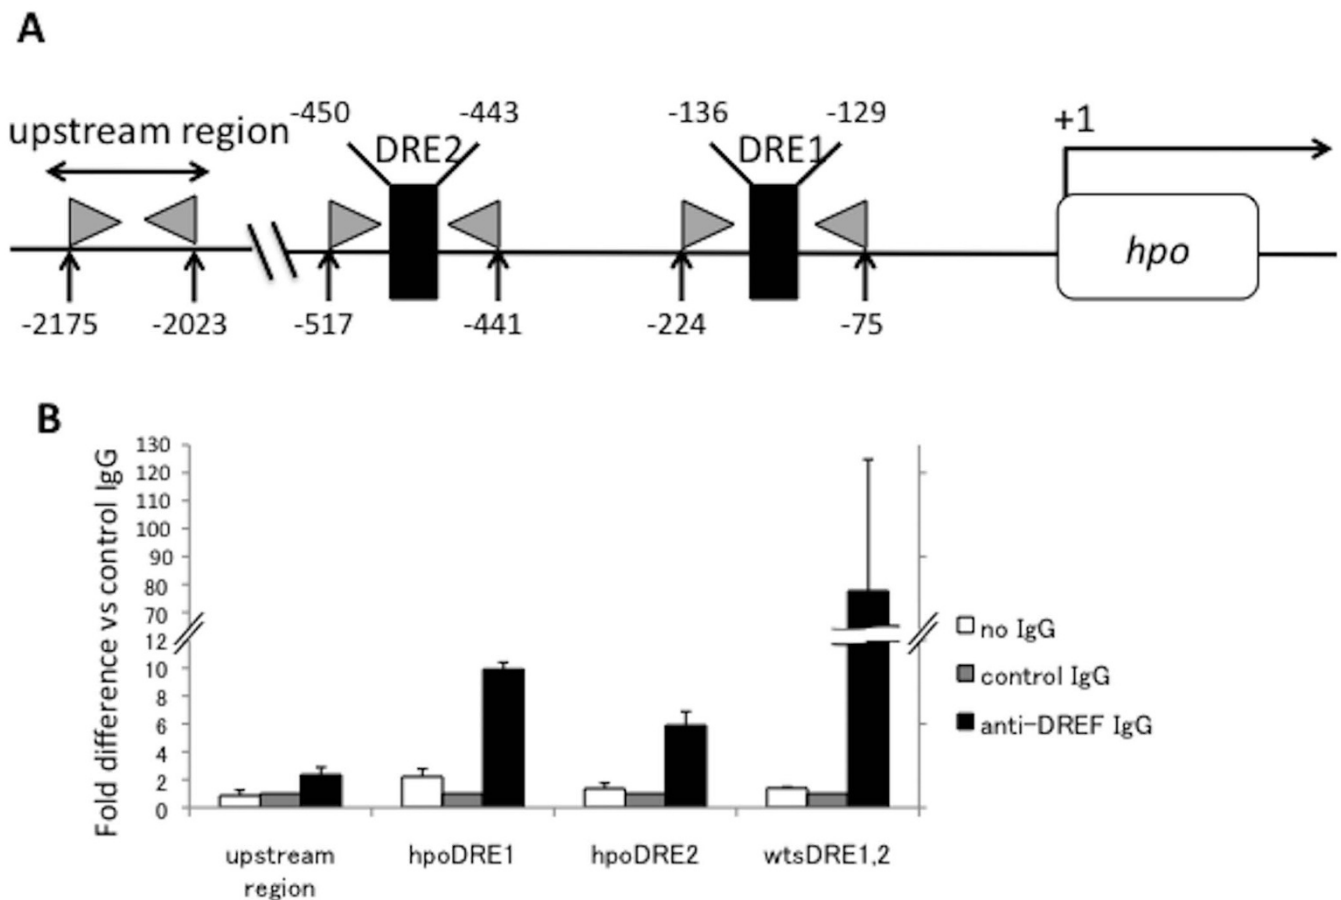 A
upstream region
-450
-443
-136
-129
+1
DRE2
DRE1
hpo
-2175
-2023
-517
-441
-224
-75
B
Fold difference vs control IgG
130
120
110
100
90
80
70
12
10
8
6
4
2
0
no IgG
control IgG
anti-DREF IgG
upstream
region
hpoDRE1
hpoDRE2
wtsDRE1,2